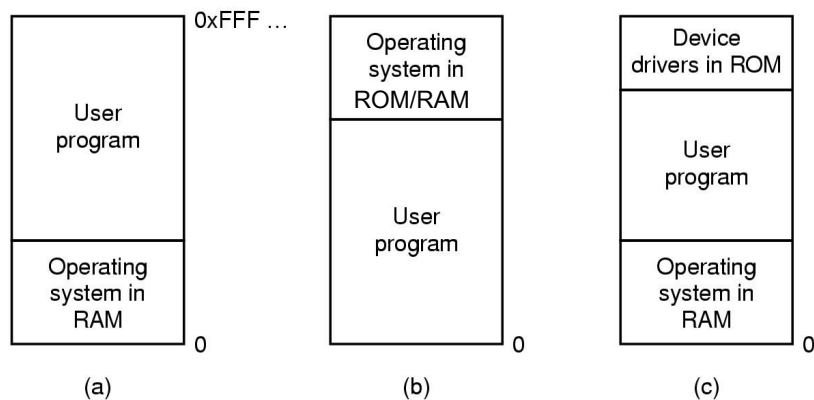 0xFFF …
User
program
Operating
system in
RAM
0
(a)
Operating
system in
ROM/RAM
User
program
0
(b)
Device
drivers in ROM
User
program
Operating
system in
RAM
0
(c)